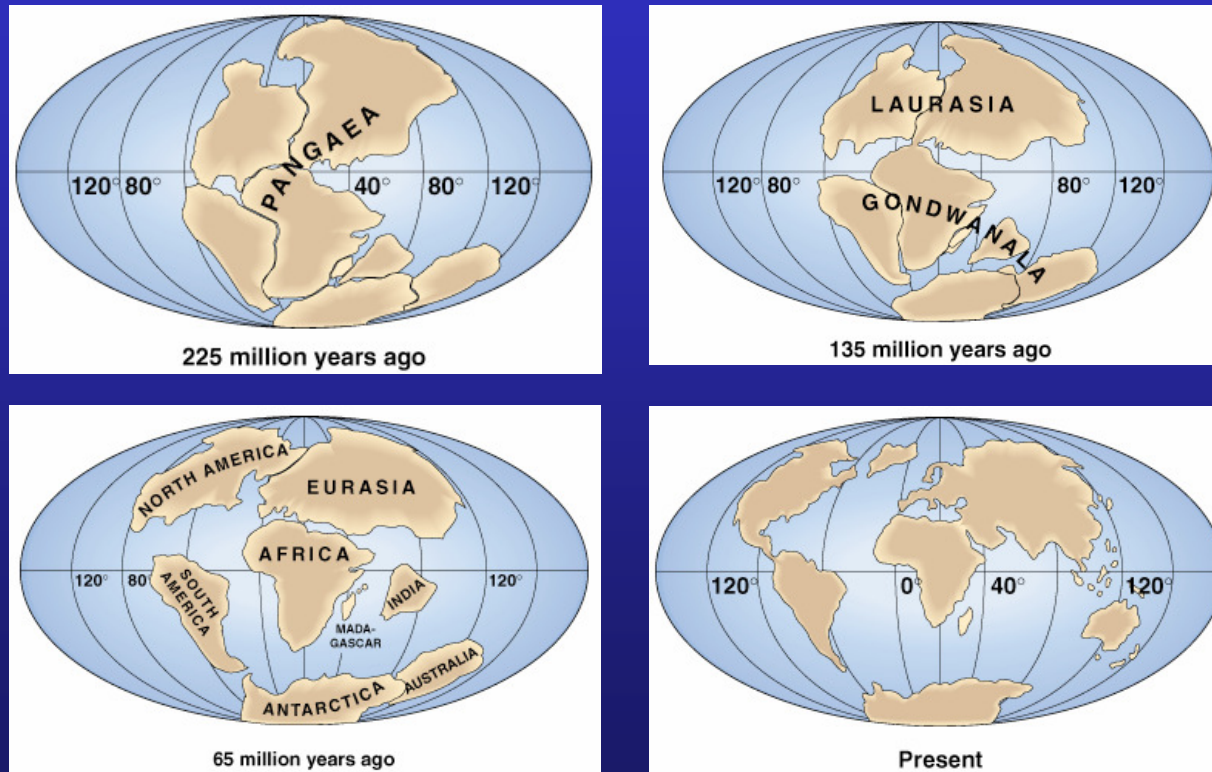 PANGAEA
120° 80° 40° 80° 120°
225 million years ago
LAURASIA
120° 80° 80° 120°
GONDWANALA
135 million years ago
NORTH AMERICA
EURASIA
AFRICA
120° 80° 120°
SOUTH
AMERICA
INDIA
MADA-
GASCAR
ANTARCTICA
AUSTRALIA
65 million years ago
120° 0° 40° 120°
Present